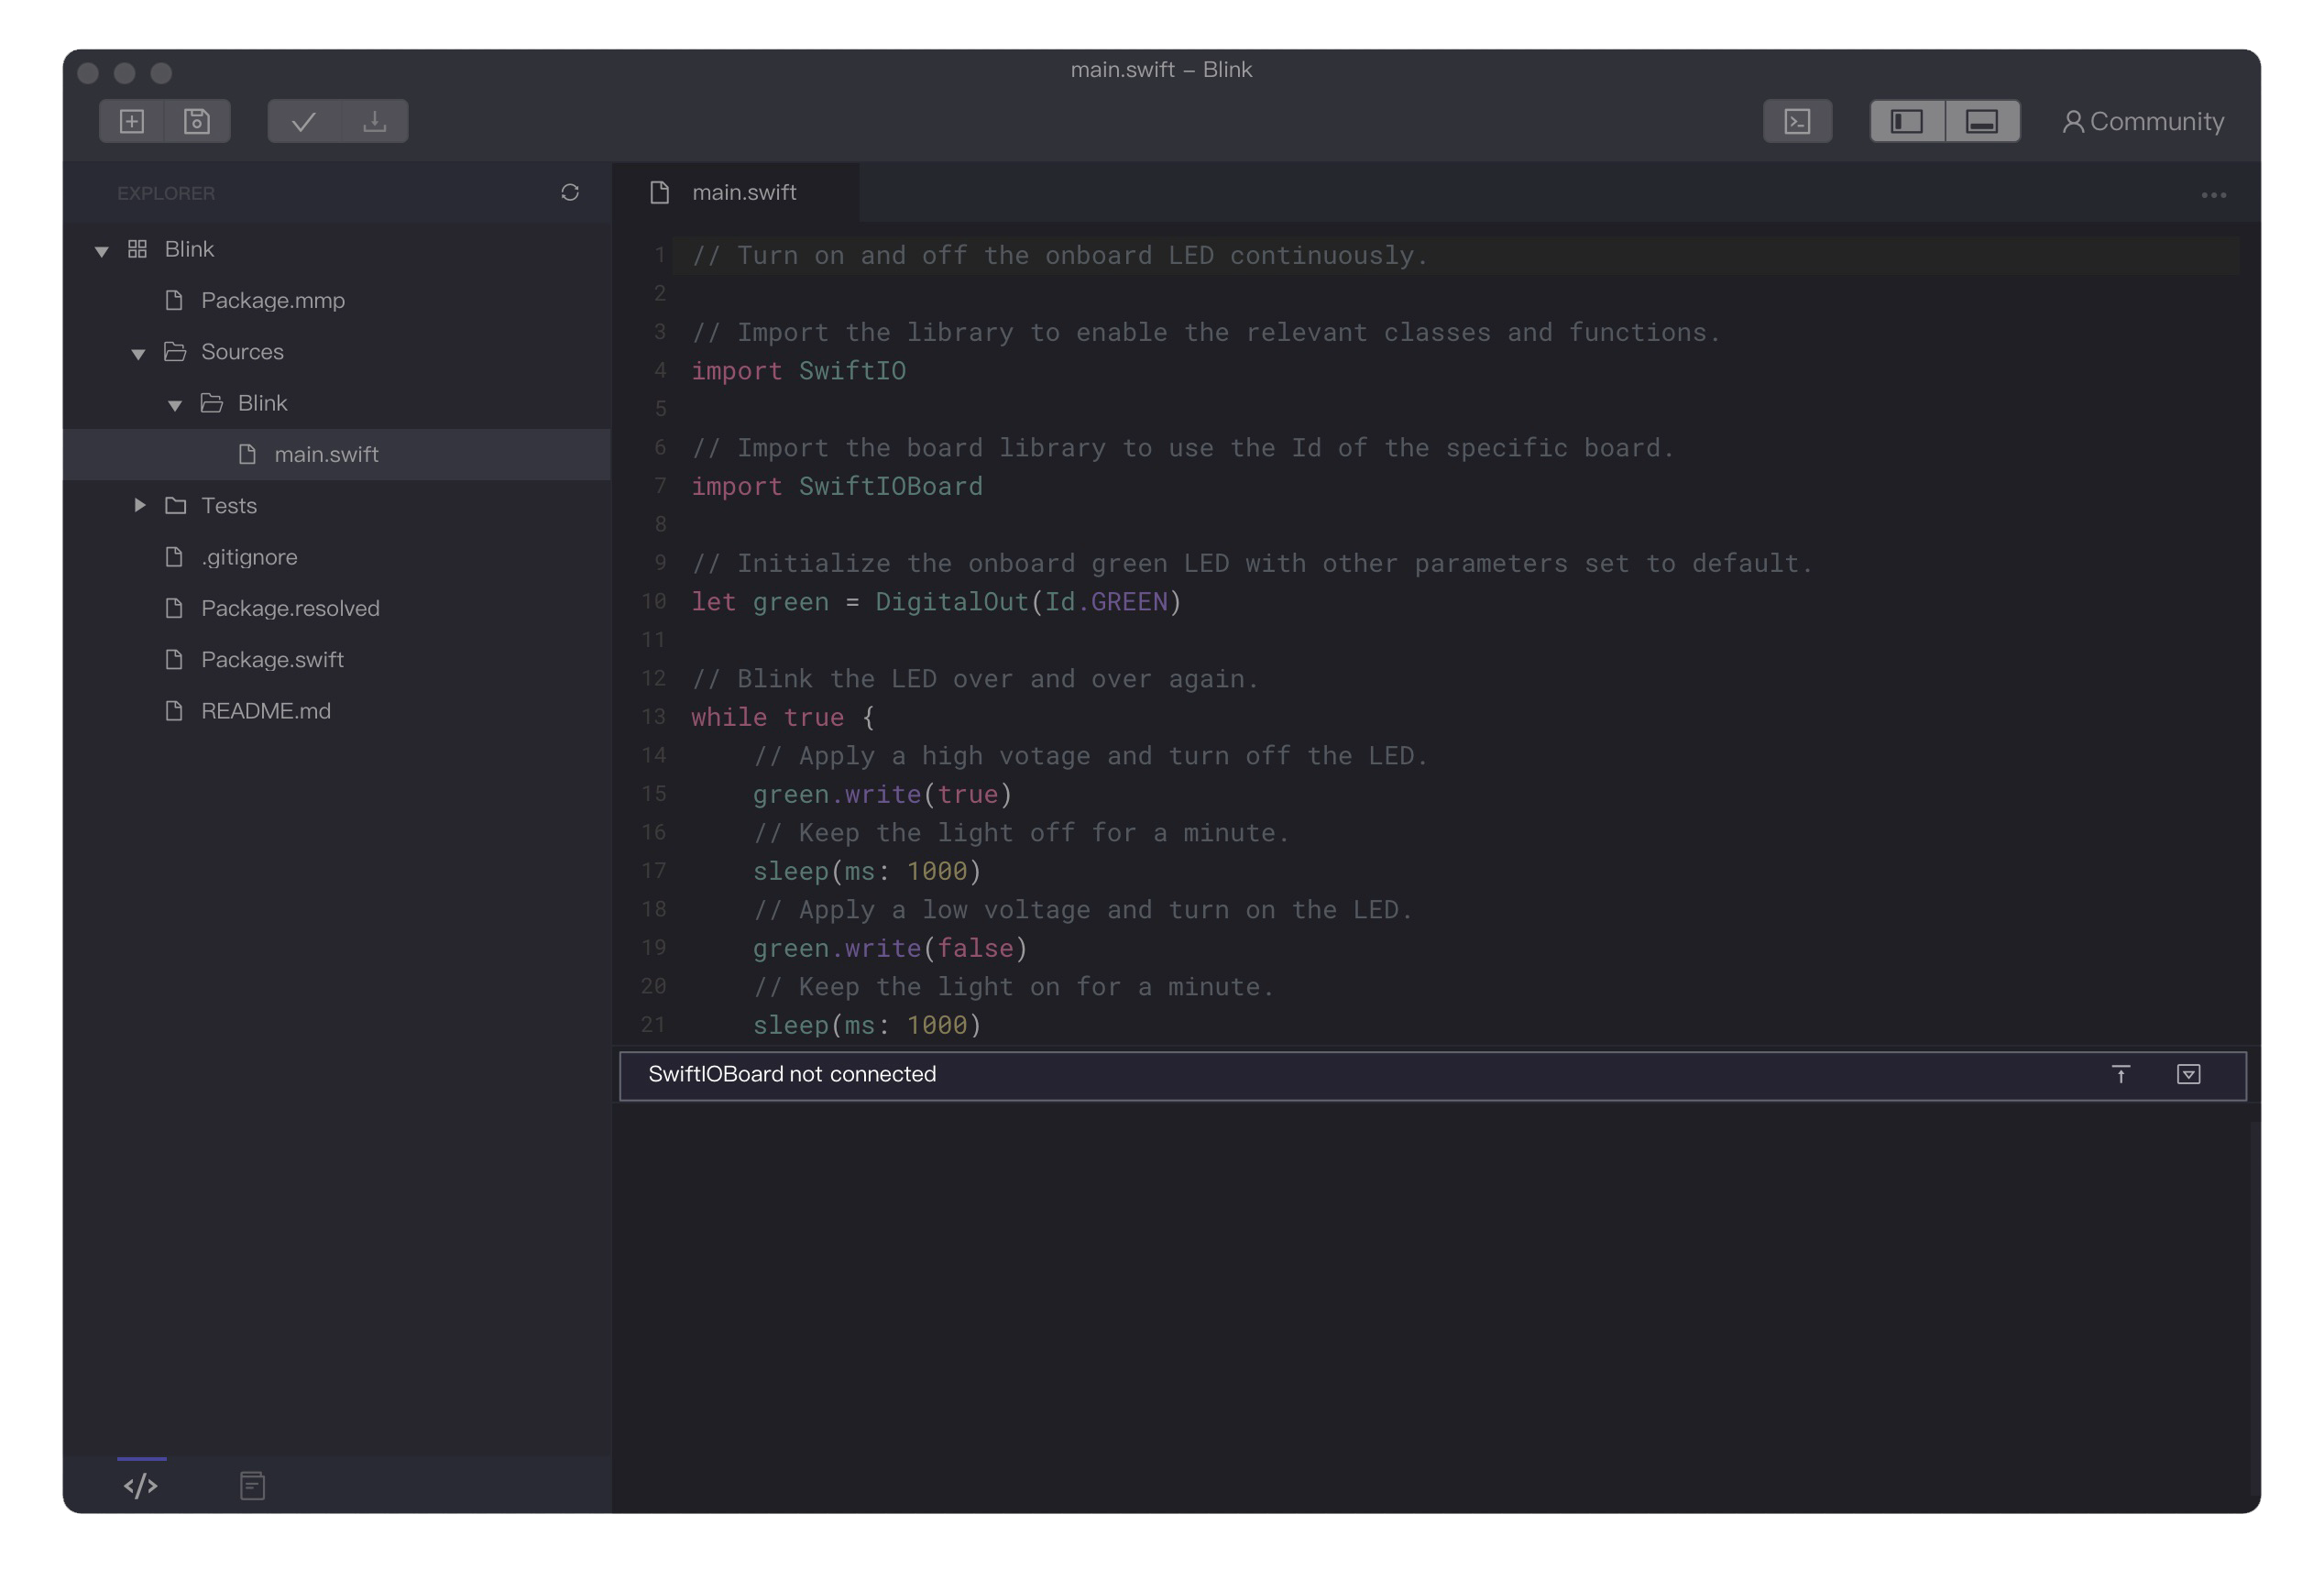 main.swift – Blink
Community
EXPLORER
main.swift
Blink
Package.mmp
Sources
Blink
main.swift
Tests
.gitignore
Package.resolved
Package.swift
README.md
1 // Turn on and off the onboard LED continuously.
2
3 // Import the library to enable the relevant classes and functions.
4 import SwiftIO
5
6 // Import the board library to use the Id of the specific board.
7 import SwiftIOBoard
8
9 // Initialize the onboard green LED with other parameters set to default.
10 let green = DigitalOut(Id.GREEN)
11
12 // Blink the LED over and over again.
13 while true {
14     // Apply a high votage and turn off the LED.
15     green.write(true)
16     // Keep the light off for a minute.
17     sleep(ms: 1000)
18     // Apply a low voltage and turn on the LED.
19     green.write(false)
20     // Keep the light on for a minute.
21     sleep(ms: 1000)
SwiftIOBoard not connected